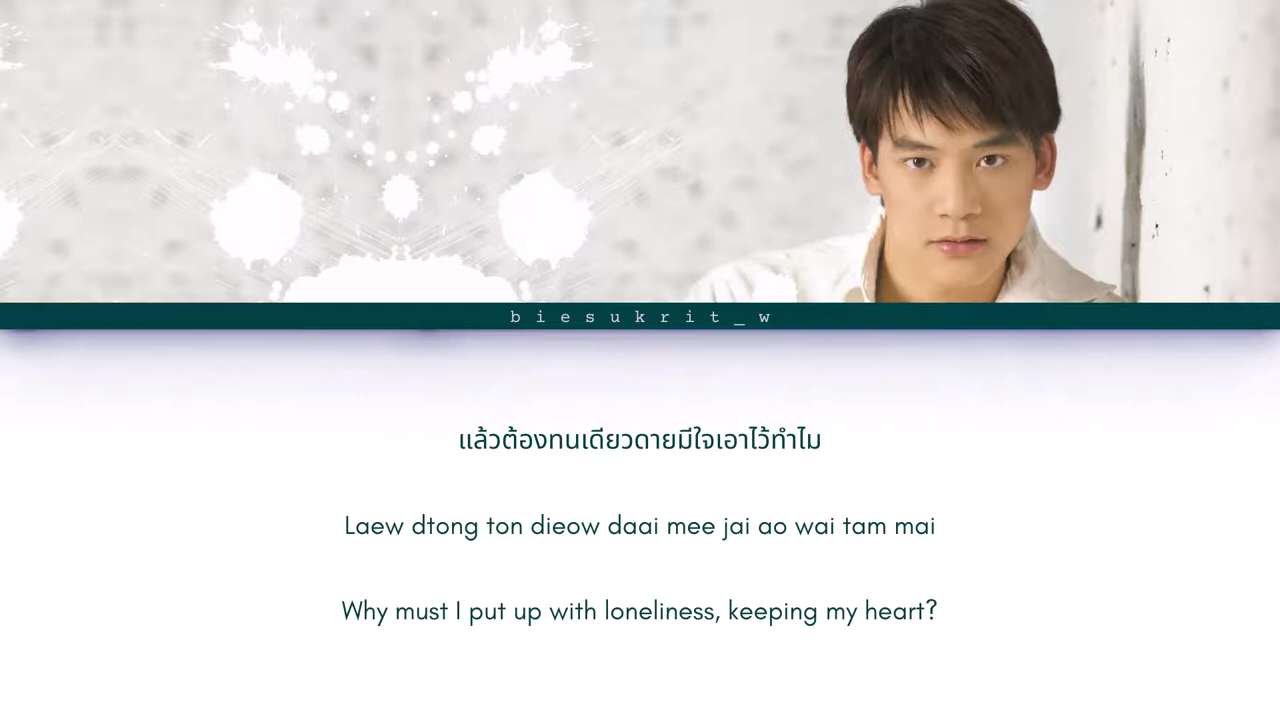 biesukrit_w
แล้วต้องทนเดียวดายมีใจเอาไว้ทำไม
Laew dtong ton dieow daai mee jai ao wai tam mai
Why must I put up with loneliness, keeping my heart?